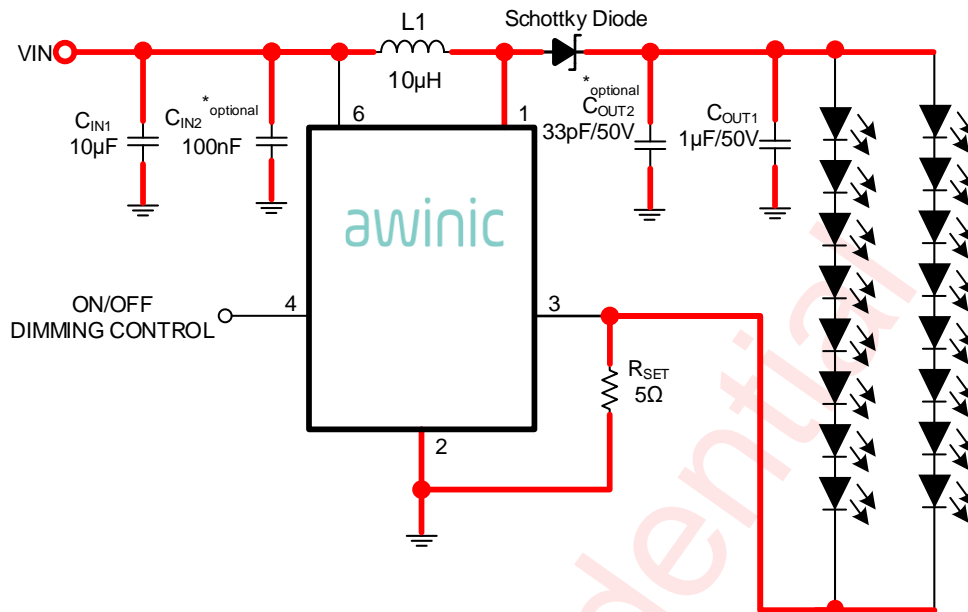 Schottky Diode
L1
VIN
10μH
*optional
*optional
CIN1
10μF
CIN2
100nF
COUT2
33pF/50V
COUT1
1μF/50V
6
1
awinic
ON/OFF
DIMMING CONTROL
4
3
RSET
5Ω
2
dential